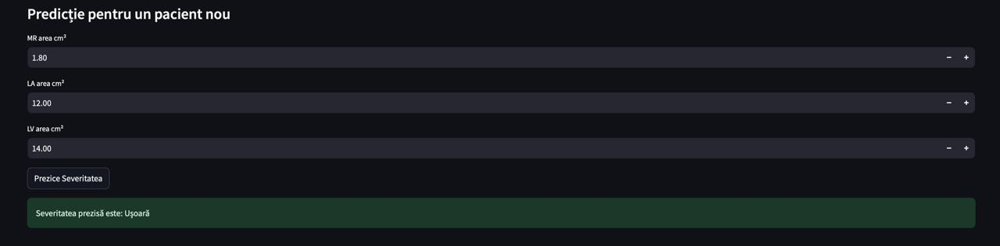 Predicție pentru un pacient nou
MR area cm²
1.80
LA area cm²
12.00
LV area cm²
14.00
Prezice Severitatea
Severitatea prezisă este: Ușoară